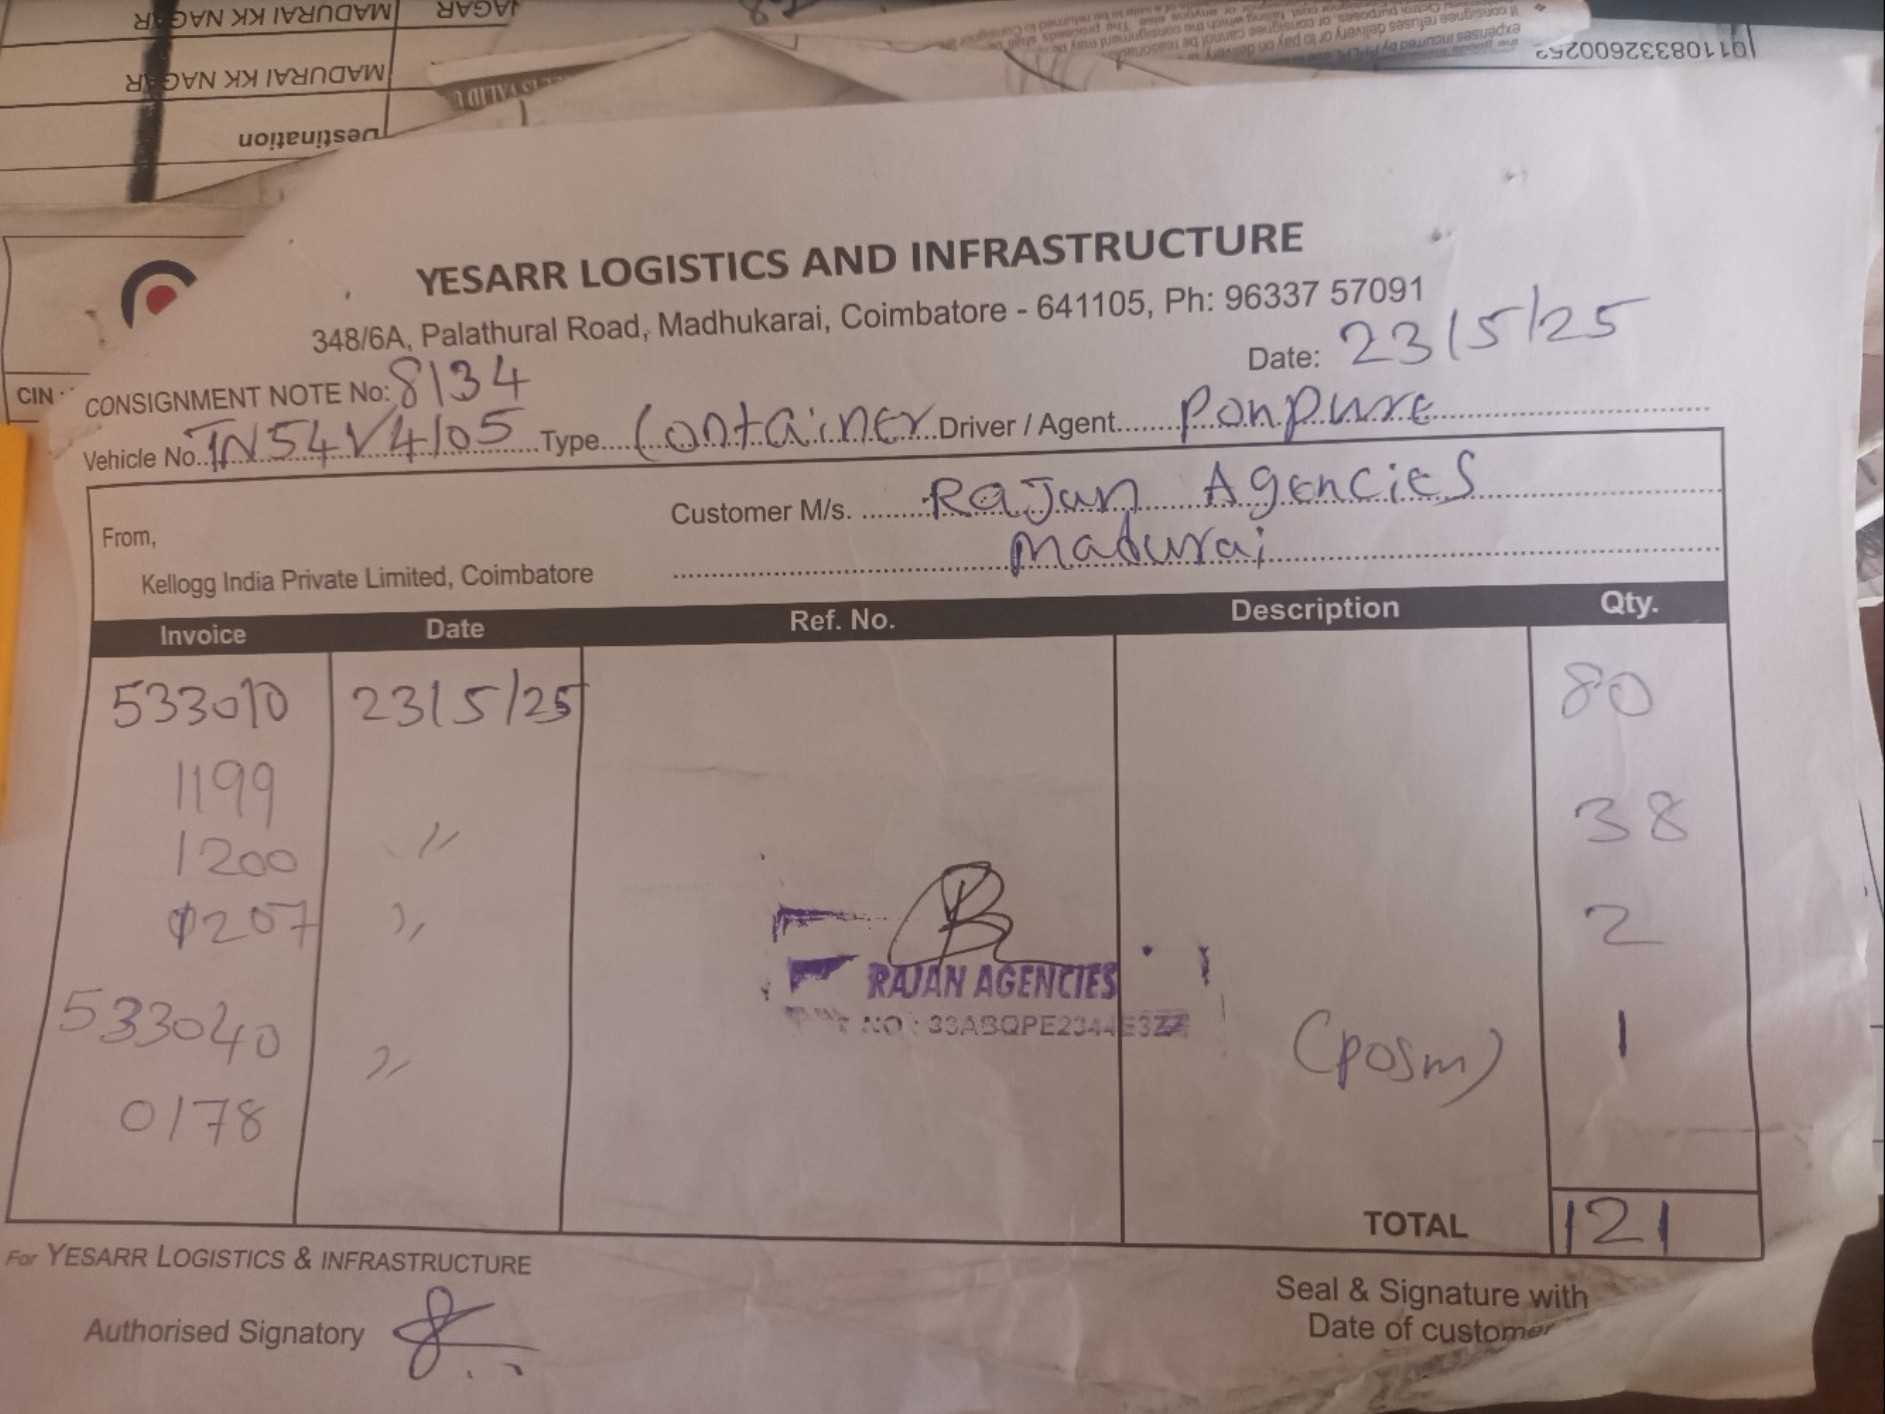 MADURAI KK NAGAR
MADURAI KK NAGAR
Destination
CIN
YESARR LOGISTICS AND INFRASTRUCTURE
348/6A, Palathurai Road, Madhukarai, Coimbatore - 641105, Ph: 96337 57091
CONSIGNMENT NOTE No: 8134 Date: 23/5/25
Vehicle No. TN54V4105 Type Container Driver / Agent Ponpure
From, Customer M/s. Rajan Agencies
Madurai
Kellogg India Private Limited, Coimbatore
Invoice Date Ref. No. Description Qty.
533010 23/5/25 80
1199
1200 〃 38
0207 〃 2
RAJAN AGENCIES
533040 〃 (posm) 1
0178
TOTAL 121
For YESARR LOGISTICS & INFRASTRUCTURE
Authorised Signatory
Seal & Signature with
Date of customer